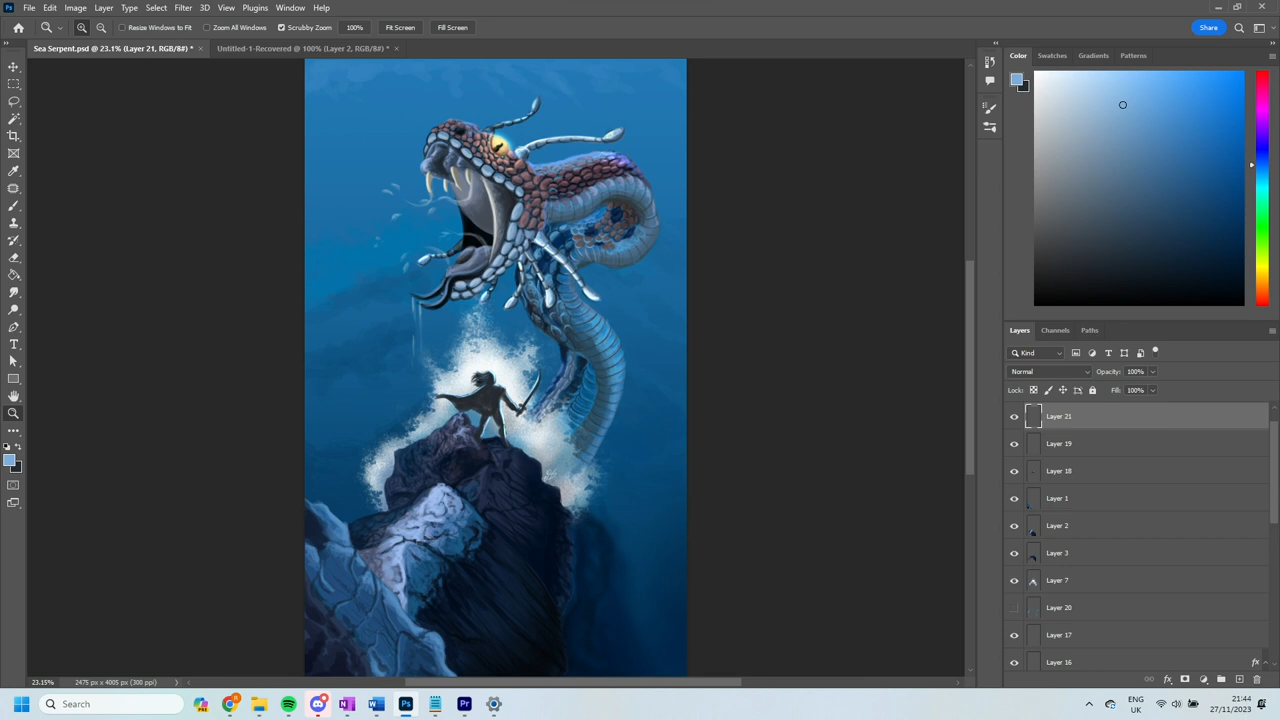 File Edit Image Layer Type Select Filter 3D View Plugins Window Help
Resize Windows to Fit Zoom All Windows Scrubby Zoom 100% Fit Screen Fill Screen Share
Sea Serpent.psd @ 23.1% (Layer 21, RGB/8#) * Untitled-1-Recovered @ 100% (Layer 2, RGB/8#) *
Color Swatches Gradients Patterns
Layers Channels Paths
Kind
Normal Opacity: 100%
Lock: Fill: 100%
Layer 21
Layer 19
Layer 18
Layer 1
Layer 2
Layer 3
Layer 7
Layer 20
Layer 17
Layer 16 fx
23.15% 2475 px x 4005 px (300 ppi)
Search
ENG
UK
21:44
27/11/2023